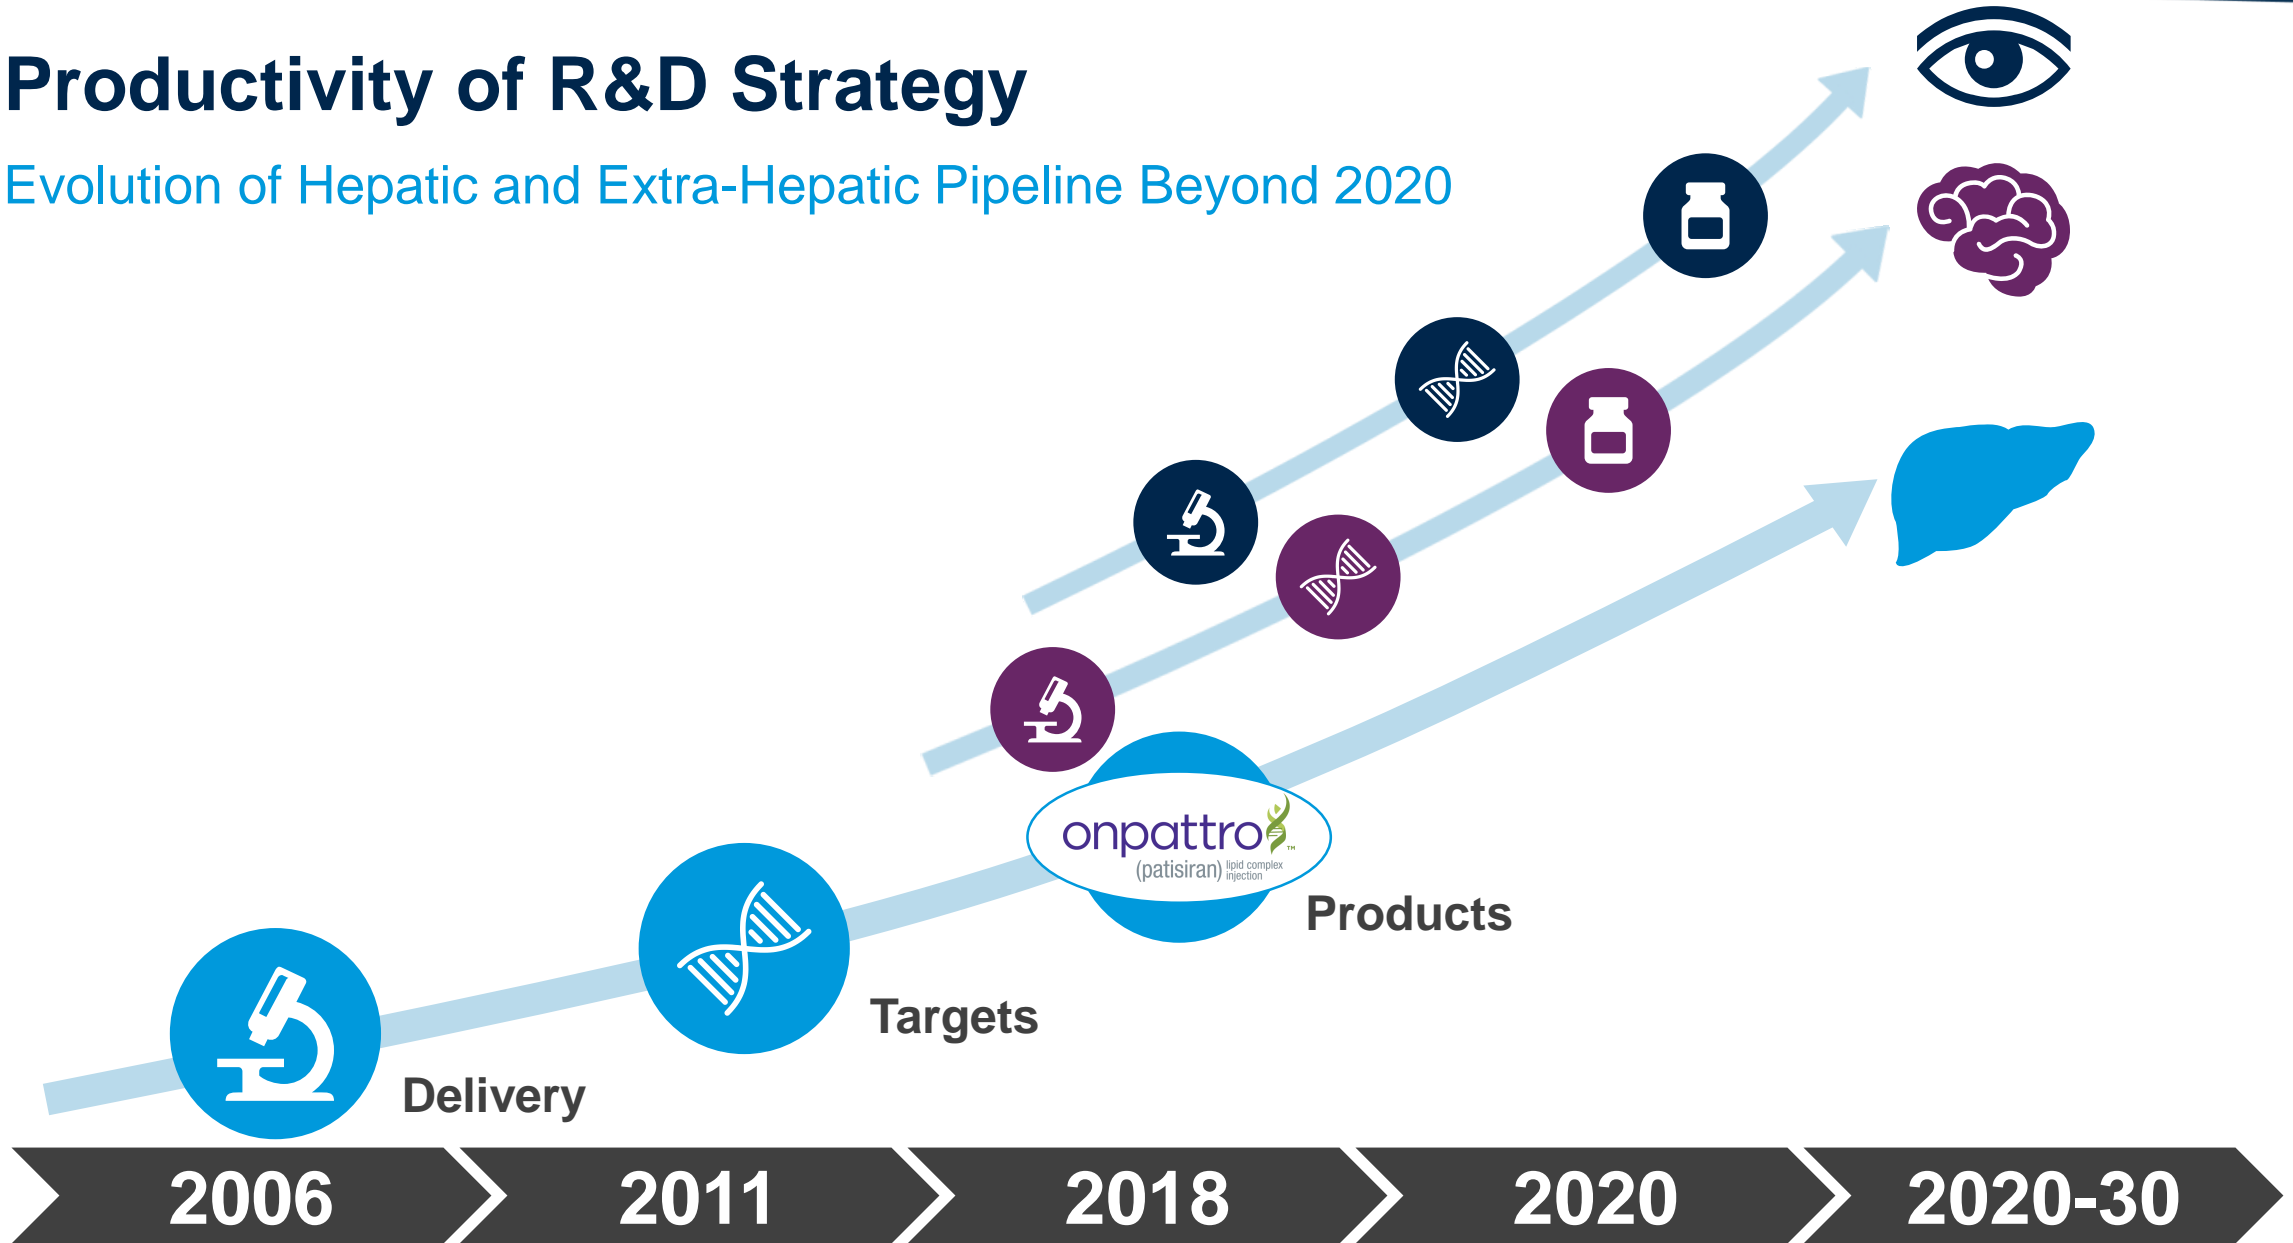 Productivity of R&D Strategy
Evolution of Hepatic and Extra-Hepatic Pipeline Beyond 2020
onpattro™
(patisiran) lipid complex
injection
Products
Targets
Delivery
2006
2011
2018
2020
2020-30